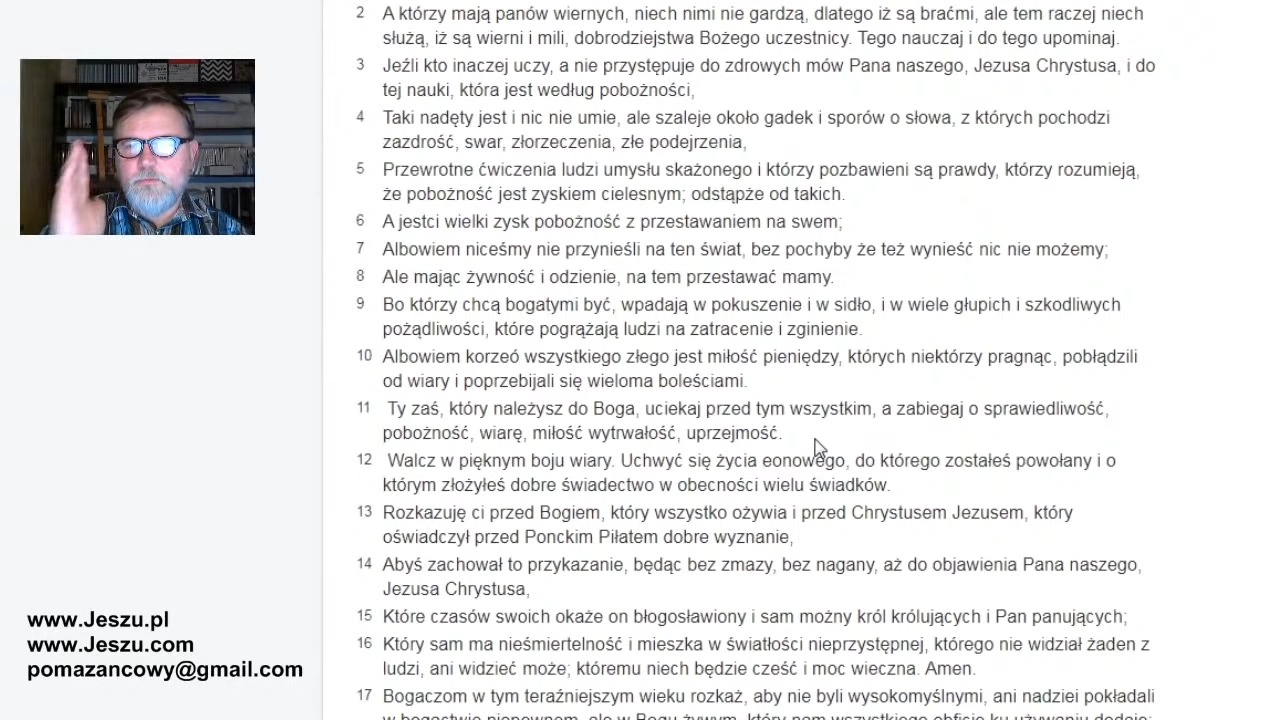 2 A którzy mają panów wiernych, niech nimi nie gardzą, dlatego iż są braćmi, ale tem raczej niech
służą, iż są wierni i mili, dobrodziejstwa Bożego uczestnicy. Tego nauczaj i do tego upominaj.
3 Jeźli kto inaczej uczy, a nie przystępuje do zdrowych mów Pana naszego, Jezusa Chrystusa, i do
tej nauki, która jest według pobożności,
4 Taki nadęty jest i nic nie umie, ale szaleje około gadek i sporów o słowa, z których pochodzi
zazdrość, swar, złorzeczenia, złe podejrzenia,
5 Przewrotne ćwiczenia ludzi umysłu skażonego i którzy pozbawieni są prawdy, którzy rozumieją,
że pobożność jest zyskiem cielesnym; odstąpże od takich.
6 A jestci wielki zysk pobożność z przestawaniem na swem;
7 Albowiem niceśmy nie przynieśli na ten świat, bez pochyby że też wynieść nic nie możemy;
8 Ale mając żywność i odzienie, na tem przestawać mamy.
9 Bo którzy chcą bogatymi być, wpadają w pokuszenie i w sidło, i w wiele głupich i szkodliwych
pożądliwości, które pogrążają ludzi na zatracenie i zginienie.
10 Albowiem korzeó wszystkiego złego jest miłość pieniędzy, których niektórzy pragnąc, pobłądzili
od wiary i poprzebijali się wieloma boleściami.
11 Ty zaś, który należysz do Boga, uciekaj przed tym wszystkim, a zabiegaj o sprawiedliwość,
pobożność, wiarę, miłość wytrwałość, uprzejmość.
12 Walcz w pięknym boju wiary. Uchwyć się życia eonowego, do którego zostałeś powołany i o
którym złożyłeś dobre świadectwo w obecności wielu świadków.
13 Rozkazuję ci przed Bogiem, który wszystko ożywia i przed Chrystusem Jezusem, który
oświadczył przed Ponckim Piłatem dobre wyznanie,
14 Abyś zachował to przykazanie, będąc bez zmazy, bez nagany, aż do objawienia Pana naszego,
Jezusa Chrystusa,
15 Które czasów swoich okaże on błogosławiony i sam możny król królujących i Pan panujących;
16 Który sam ma nieśmiertelność i mieszka w światłości nieprzystępnej, którego nie widział żaden z
ludzi, ani widzieć może; któremu niech będzie cześć i moc wieczna. Amen.
17 Bogaczom w tym teraźniejszym wieku rozkaż, aby nie byli wysokomyślnymi, ani nadziei pokładali
www.Jeszu.pl
www.Jeszu.com
pomazancowy@gmail.com